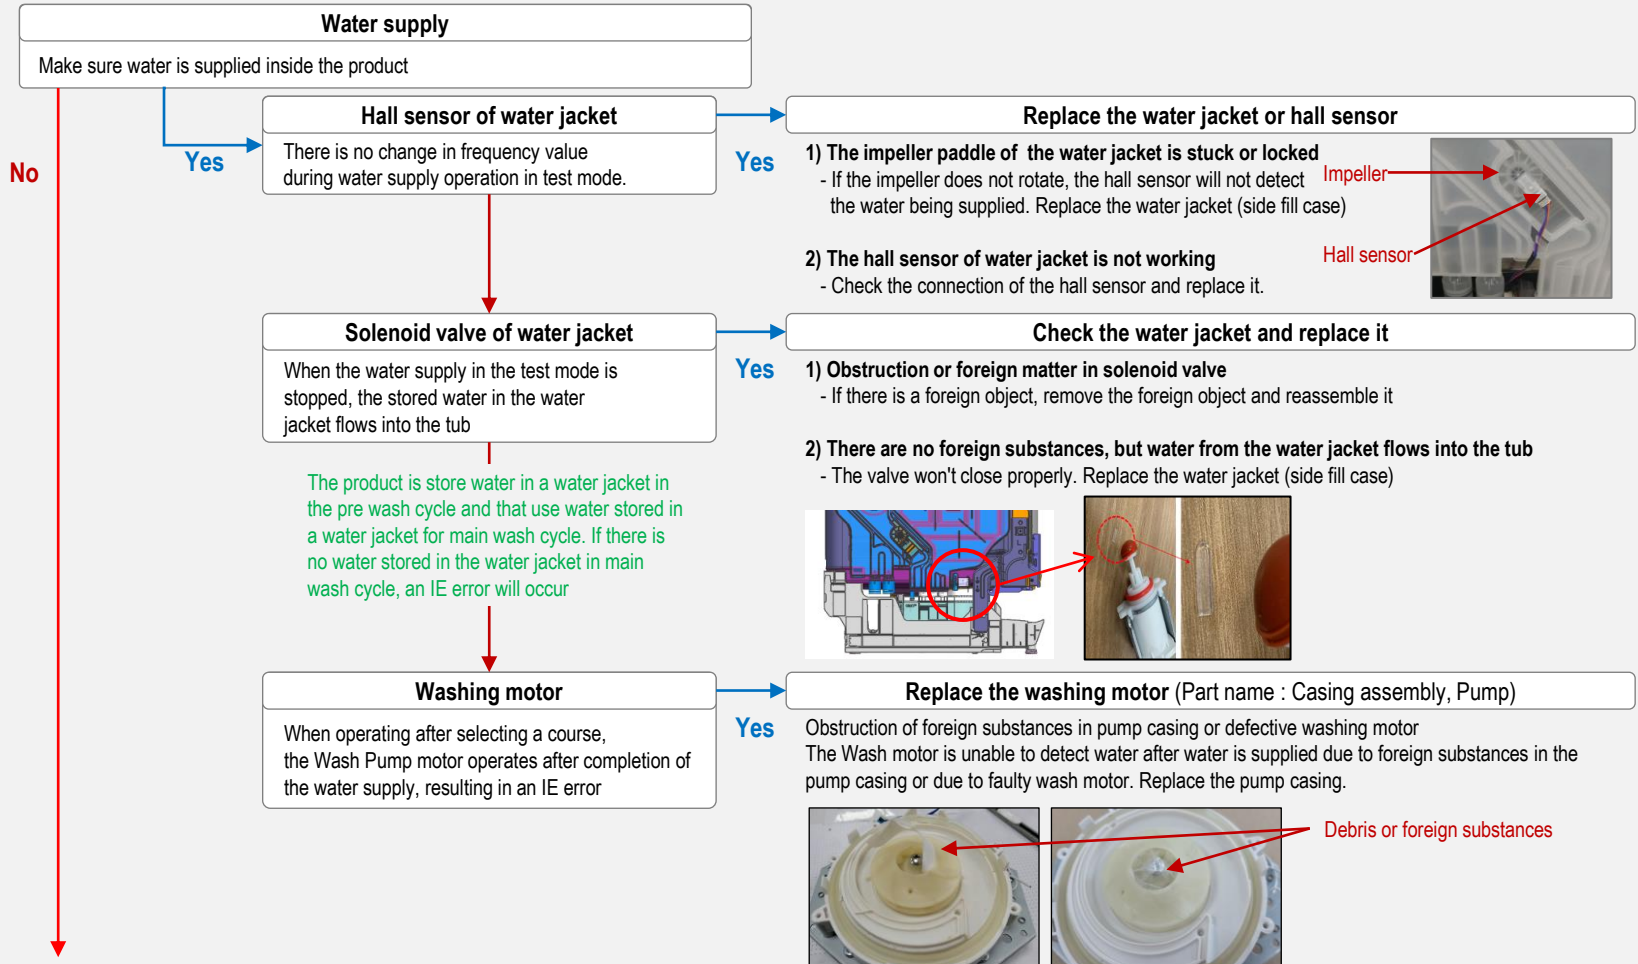 Water supply
Make sure water is supplied inside the product
No
Yes
Hall sensor of water jacket
There is no change in frequency value
during water supply operation in test mode.
Yes
Replace the water jacket or hall sensor
1) The impeller paddle of  the water jacket is stuck or locked
- If the impeller does not rotate, the hall sensor will not detect
the water being supplied. Replace the water jacket (side fill case)
2) The hall sensor of water jacket is not working
- Check the connection of the hall sensor and replace it.
Impeller
Hall sensor
Solenoid valve of water jacket
When the water supply in the test mode is
stopped, the stored water in the water
jacket flows into the tub
Yes
Check the water jacket and replace it
1) Obstruction or foreign matter in solenoid valve
- If there is a foreign object, remove the foreign object and reassemble it
2) There are no foreign substances, but water from the water jacket flows into the tub
- The valve won't close properly. Replace the water jacket (side fill case)
The product is store water in a water jacket in
the pre wash cycle and that use water stored in
a water jacket for main wash cycle. If there is
no water stored in the water jacket in main
wash cycle, an IE error will occur
Washing motor
When operating after selecting a course,
the Wash Pump motor operates after completion of
the water supply, resulting in an IE error
Yes
Replace the washing motor (Part name : Casing assembly, Pump)
Obstruction of foreign substances in pump casing or defective washing motor
The Wash motor is unable to detect water after water is supplied due to foreign substances in the
pump casing or due to faulty wash motor. Replace the pump casing.
Debris or foreign substances